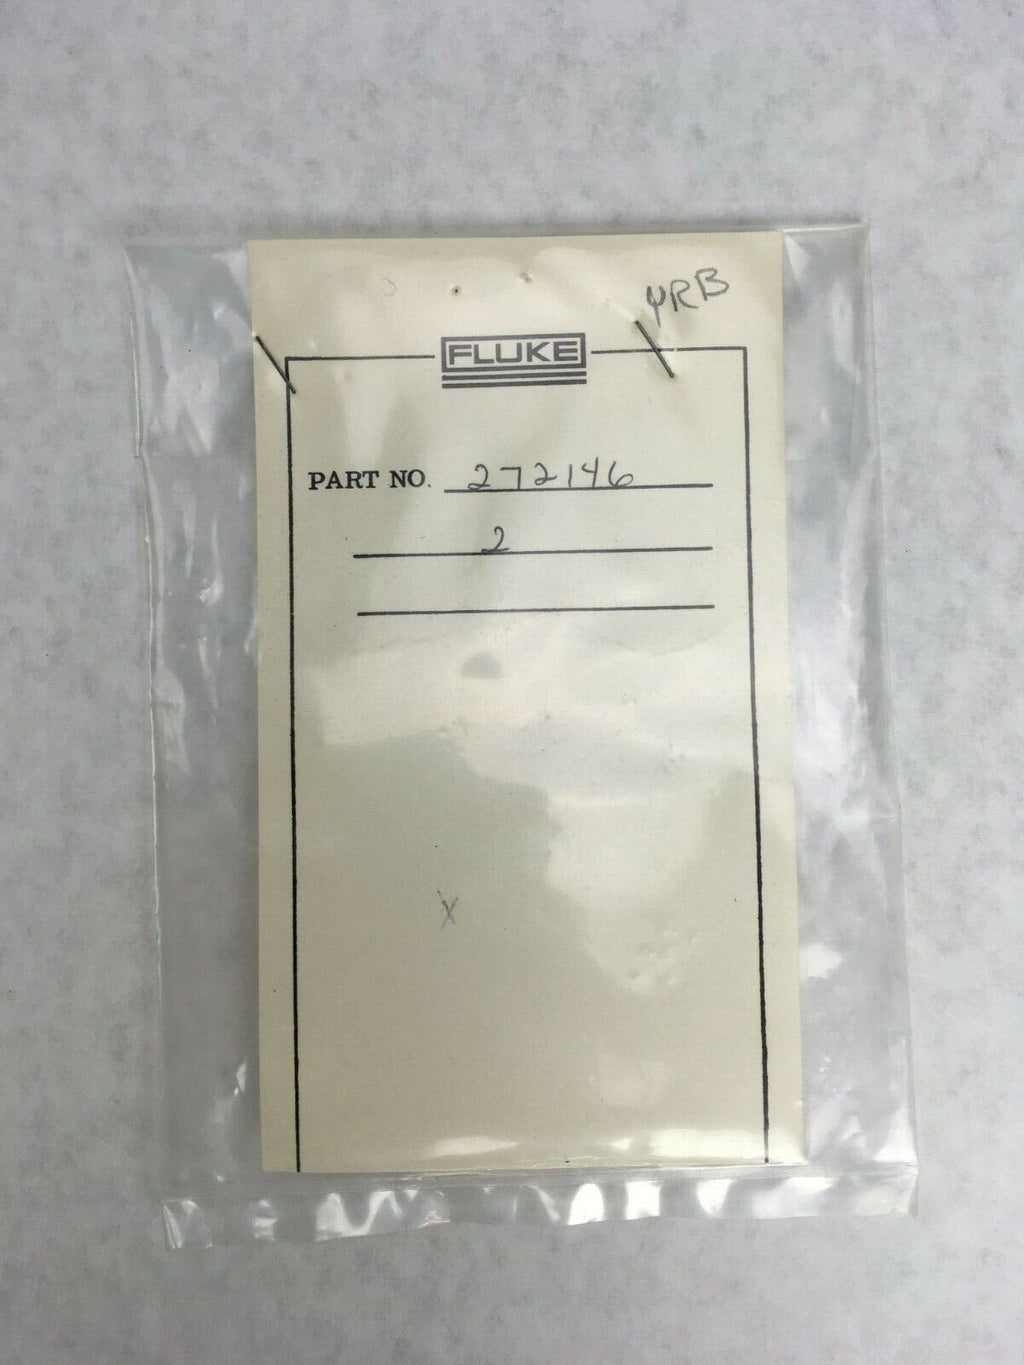 YRB
FLUKE
PART NO. 272146
2
X